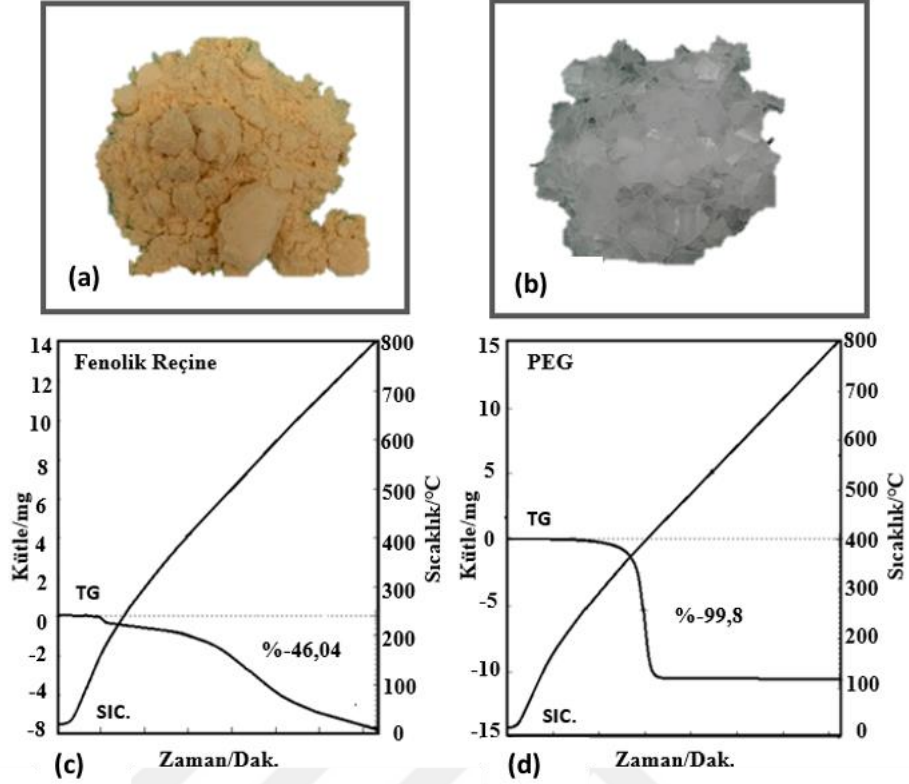 (a)
(b)
Fenolik Reçine
14
12
10
8
6
4
2
0
-2
-4
-8
Kütle/mg
TG
SIC.
%-46,04
800
700
600
500
400
300
200
100
0
Sıcaklık/°C
Zaman/Dak.
(c)
PEG
15
10
5
0
-5
-10
-15
Kütle/mg
TG
SIC.
%-99,8
800
700
600
500
400
300
200
100
0
Sıcaklık/°C
Zaman/Dak.
(d)